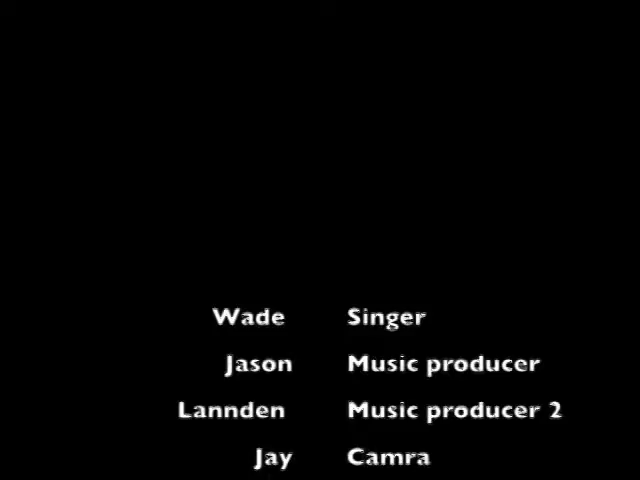 Wade Singer
Jason Music producer
Lannden Music producer 2
Jay Camra